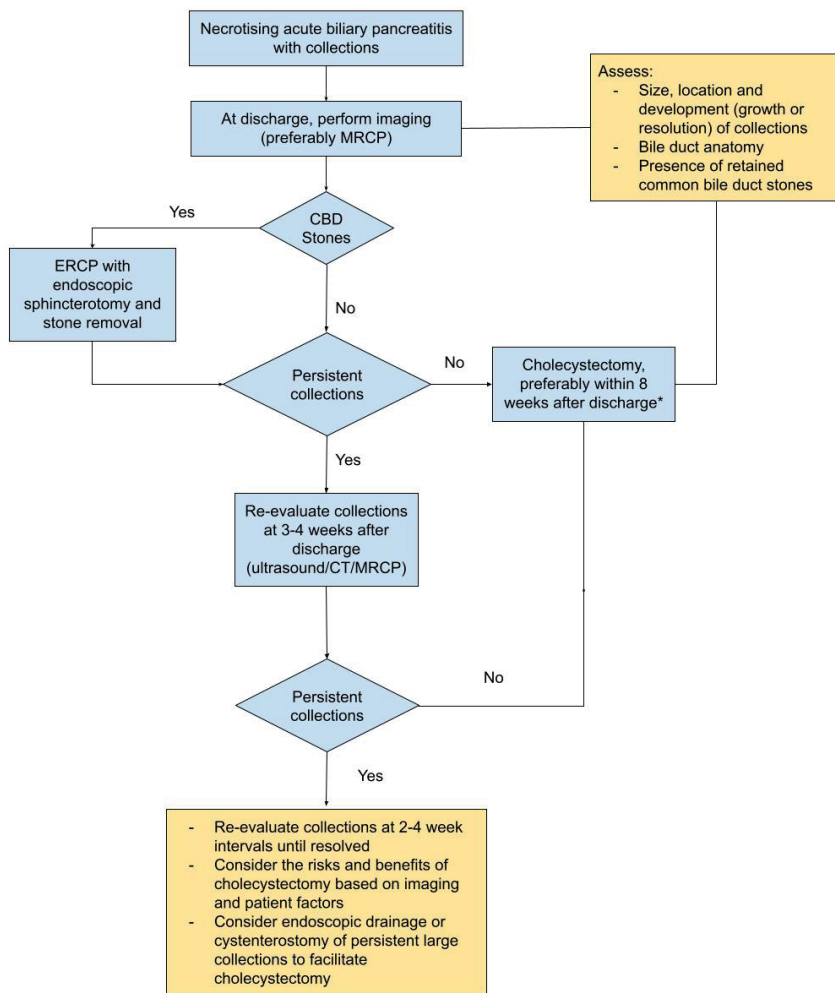 Necrotising acute biliary pancreatitis
with collections
At discharge, perform imaging
(preferably MRCP)
Assess:
- Size, location and
development (growth or
resolution) of collections
- Bile duct anatomy
- Presence of retained
common bile duct stones
Yes
CBD
Stones
ERCP with
endoscopic
sphincterotomy and
stone removal
No
Persistent
collections
No
Cholecystectomy,
preferably within 8
weeks after discharge*
Yes
Re-evaluate collections
at 3-4 weeks after
discharge
(ultrasound/CT/MRCP)
Persistent
collections
No
Yes
- Re-evaluate collections at 2-4 week
intervals until resolved
- Consider the risks and benefits of
cholecystectomy based on imaging
and patient factors
- Consider endoscopic drainage or
cystenterostomy of persistent large
collections to facilitate
cholecystectomy